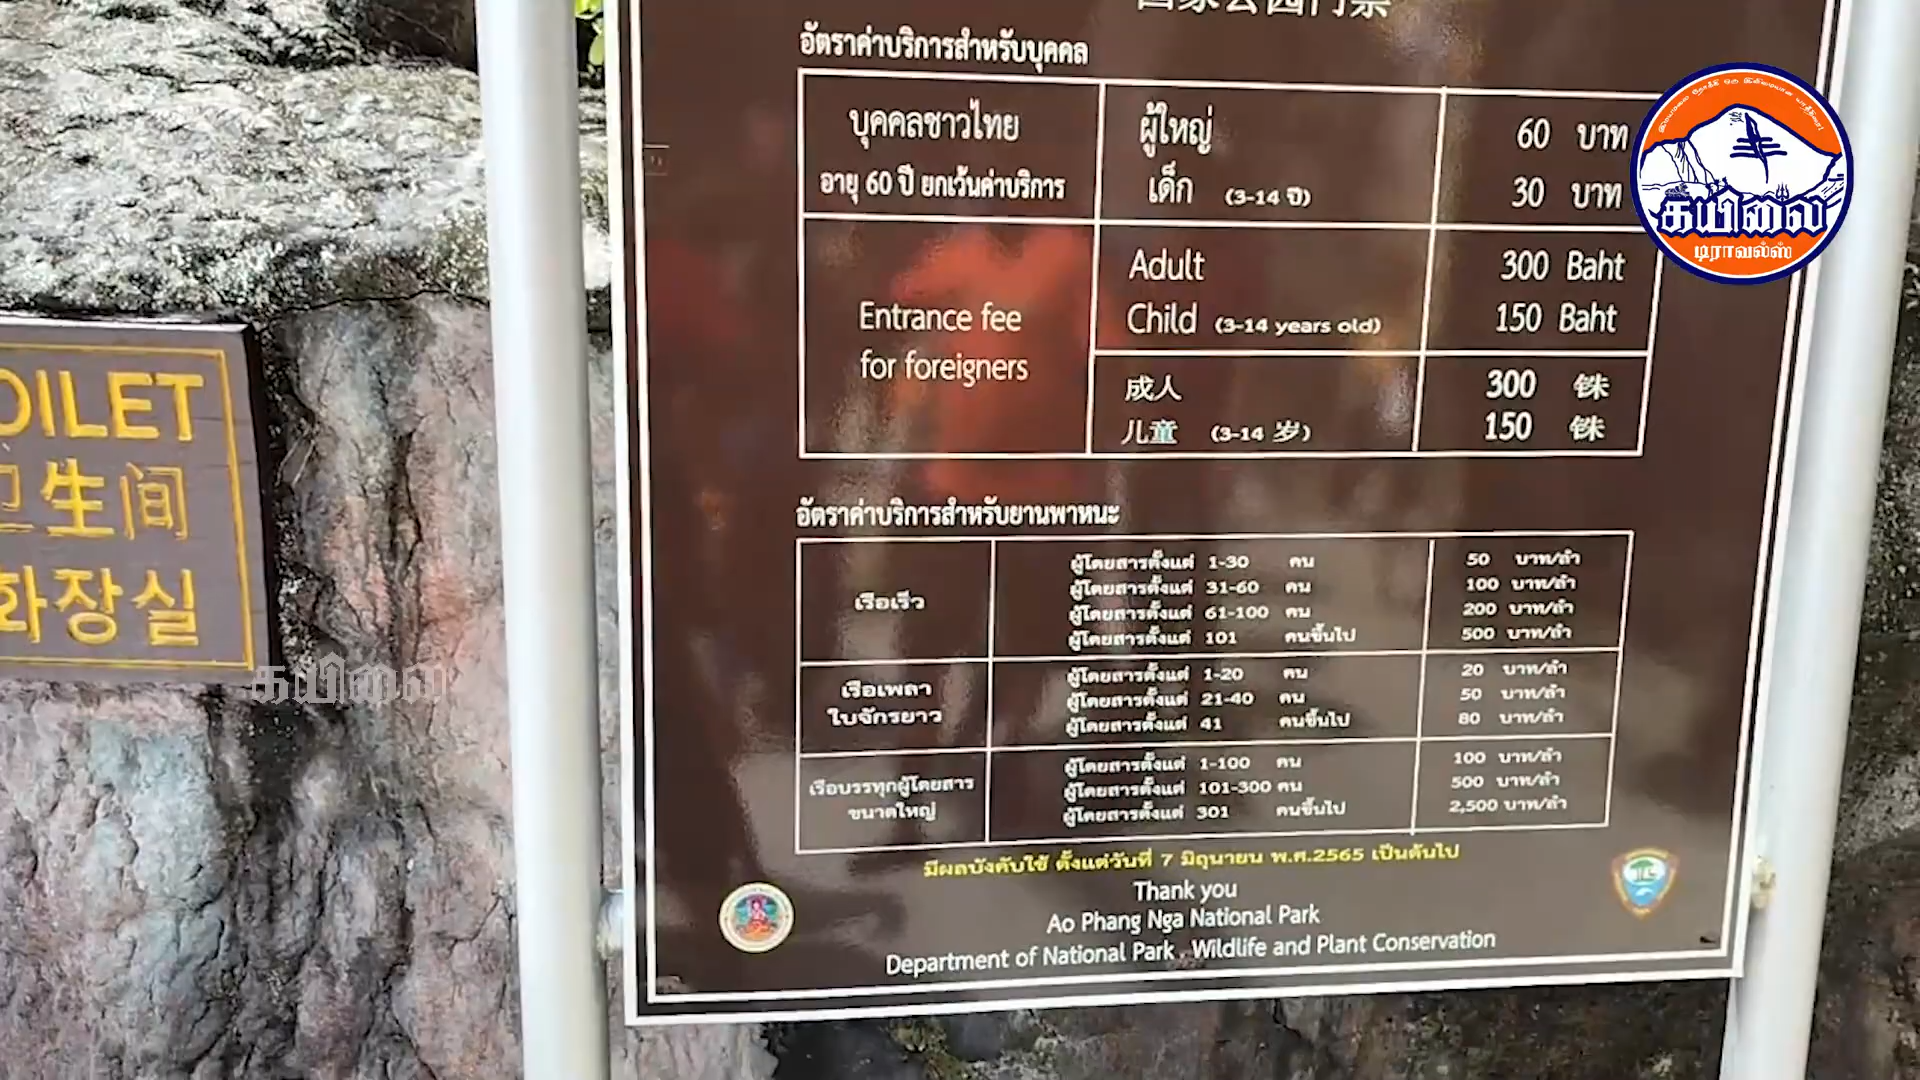 国家公园门票
อัตราค่าบริการสำหรับบุคคล
บุคคลชาวไทย
อายุ 60 ปี ยกเว้นค่าบริการ
ผู้ใหญ่ 60 บาท
เด็ก (3-14 ปี) 30 บาท
Entrance fee
for foreigners
Adult 300 Baht
Child (3-14 years old) 150 Baht
成人 300 铢
儿童 (3-14 岁) 150 铢
อัตราค่าบริการสำหรับยานพาหนะ
เรือเร็ว
ผู้โดยสารตั้งแต่ 1-30 คน 50 บาท/ลำ
ผู้โดยสารตั้งแต่ 31-60 คน 100 บาท/ลำ
ผู้โดยสารตั้งแต่ 61-100 คน 200 บาท/ลำ
ผู้โดยสารตั้งแต่ 101 คนขึ้นไป 500 บาท/ลำ
เรือเพลา
ใบจักรยาว
ผู้โดยสารตั้งแต่ 1-20 คน 20 บาท/ลำ
ผู้โดยสารตั้งแต่ 21-40 คน 50 บาท/ลำ
ผู้โดยสารตั้งแต่ 41 คนขึ้นไป 80 บาท/ลำ
เรือบรรทุกผู้โดยสาร
ขนาดใหญ่
ผู้โดยสารตั้งแต่ 1-100 คน 100 บาท/ลำ
ผู้โดยสารตั้งแต่ 101-300 คน 500 บาท/ลำ
ผู้โดยสารตั้งแต่ 301 คนขึ้นไป 2,500 บาท/ลำ
มีผลบังคับใช้ ตั้งแต่วันที่ 7 มิถุนายน พ.ศ.2565 เป็นต้นไป
Thank you
Ao Phang Nga National Park
Department of National Park . Wildlife and Plant Conservation
OILET
卫生间
화장실
கயிலை
டிராவல்ஸ்
கயிலை